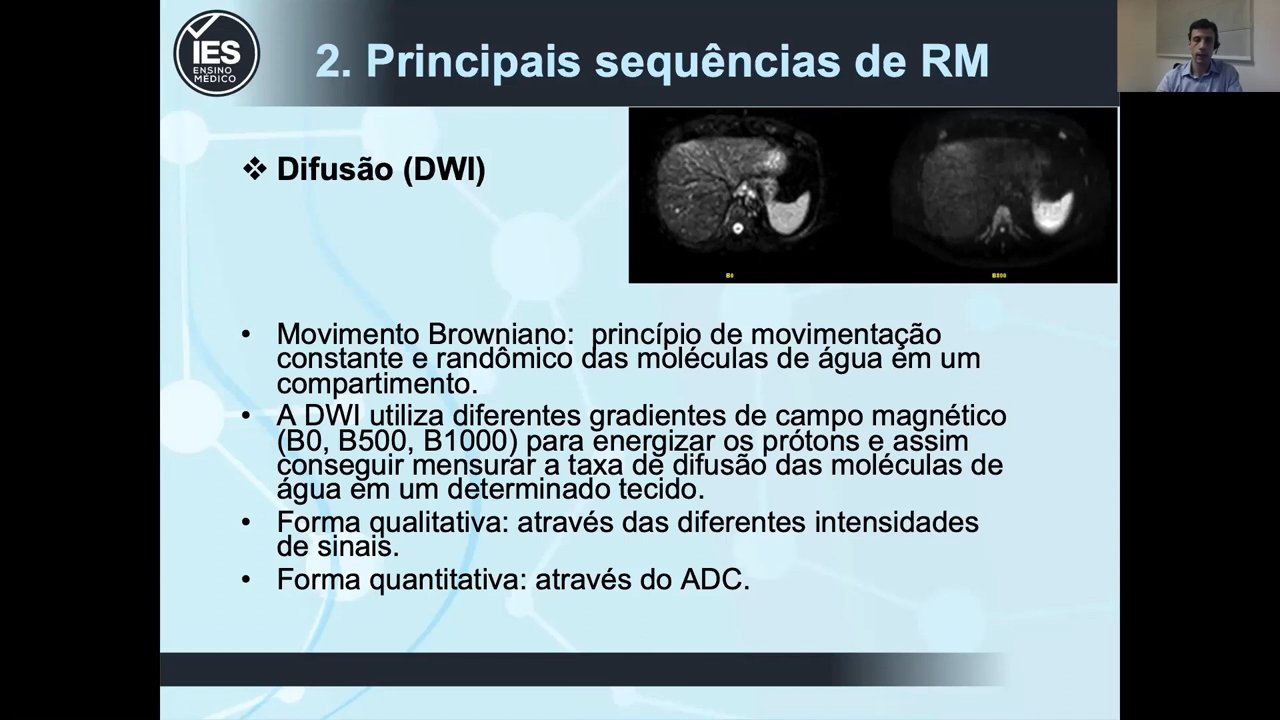 IES
ENSINO
MÉDICO
2. Principais sequências de RM
❖ Difusão (DWI)
B0
B800
• Movimento Browniano:  princípio de movimentação
constante e randômico das moléculas de água em um
compartimento.
• A DWI utiliza diferentes gradientes de campo magnético
(B0, B500, B1000) para energizar os prótons e assim
conseguir mensurar a taxa de difusão das moléculas de
água em um determinado tecido.
• Forma qualitativa: através das diferentes intensidades
de sinais.
• Forma quantitativa: através do ADC.